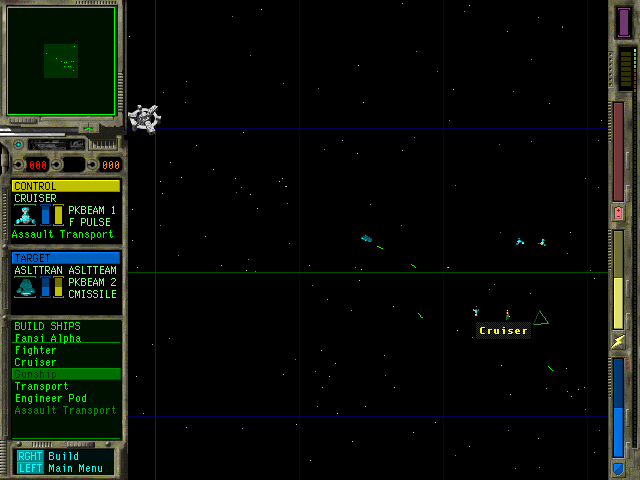 000 000
CONTROL
CRUISER
PKBEAM 1
F PULSE
Assault Transport
TARGET
ASLTTRAN ASLTTEAM
PKBEAM 2
CMISSILE
BUILD SHIPS
Fansi Alpha
Fighter
Cruiser
Gunship
Transport
Engineer Pod
Assault Transport
RGHT Build
LEFT Main Menu
Cruiser